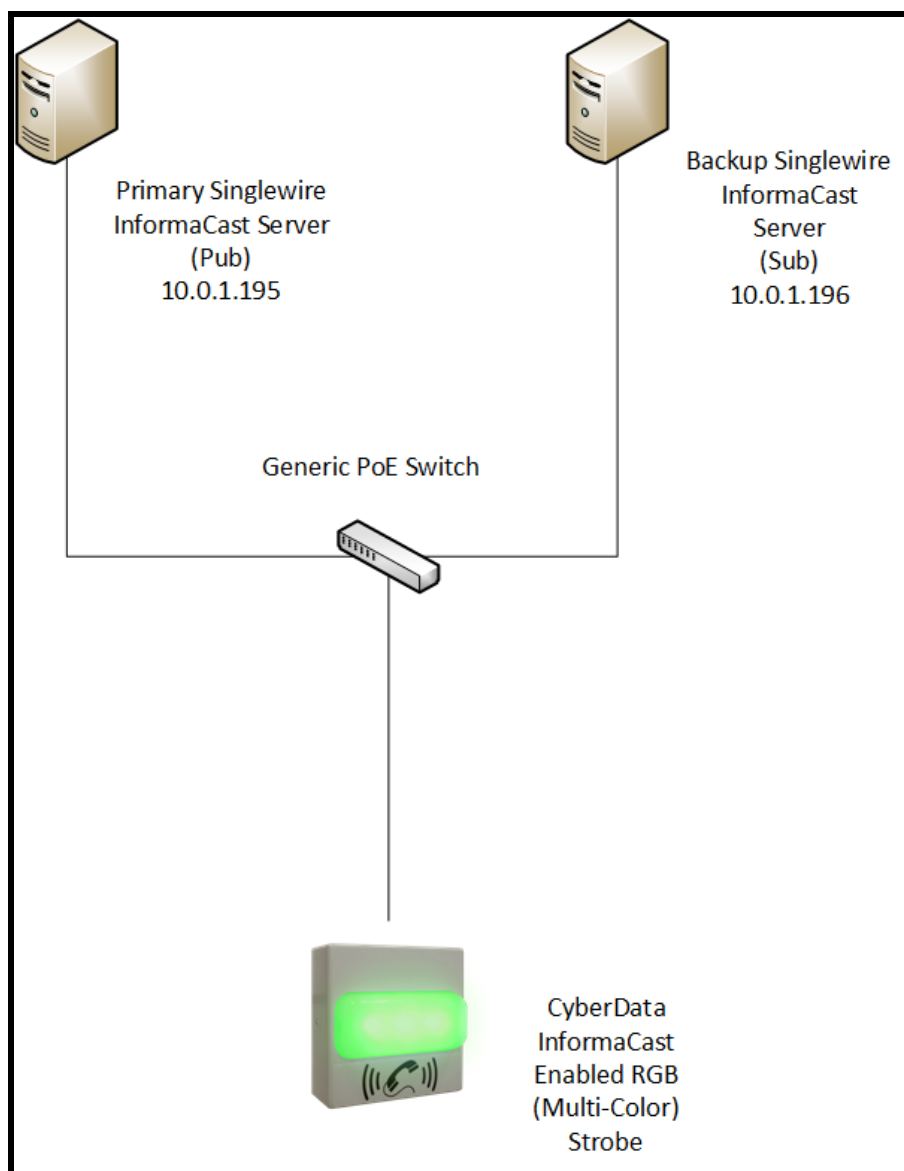 Primary Singlewire
InformaCast Server
(Pub)
10.0.1.195
Backup Singlewire
InformaCast
Server
(Sub)
10.0.1.196
Generic PoE Switch
CyberData
InformaCast
Enabled RGB
(Multi-Color)
Strobe